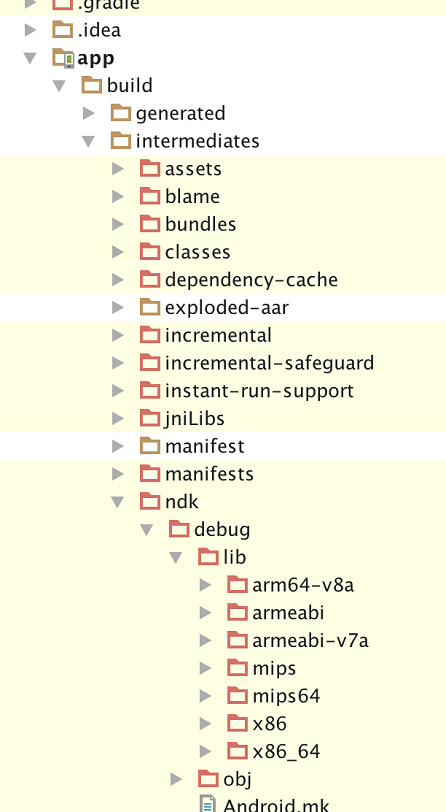 .gradle
.idea
app
build
generated
intermediates
assets
blame
bundles
classes
dependency-cache
exploded-aar
incremental
incremental-safeguard
instant-run-support
jniLibs
manifest
manifests
ndk
debug
lib
arm64-v8a
armeabi
armeabi-v7a
mips
mips64
x86
x86_64
obj
Android.mk